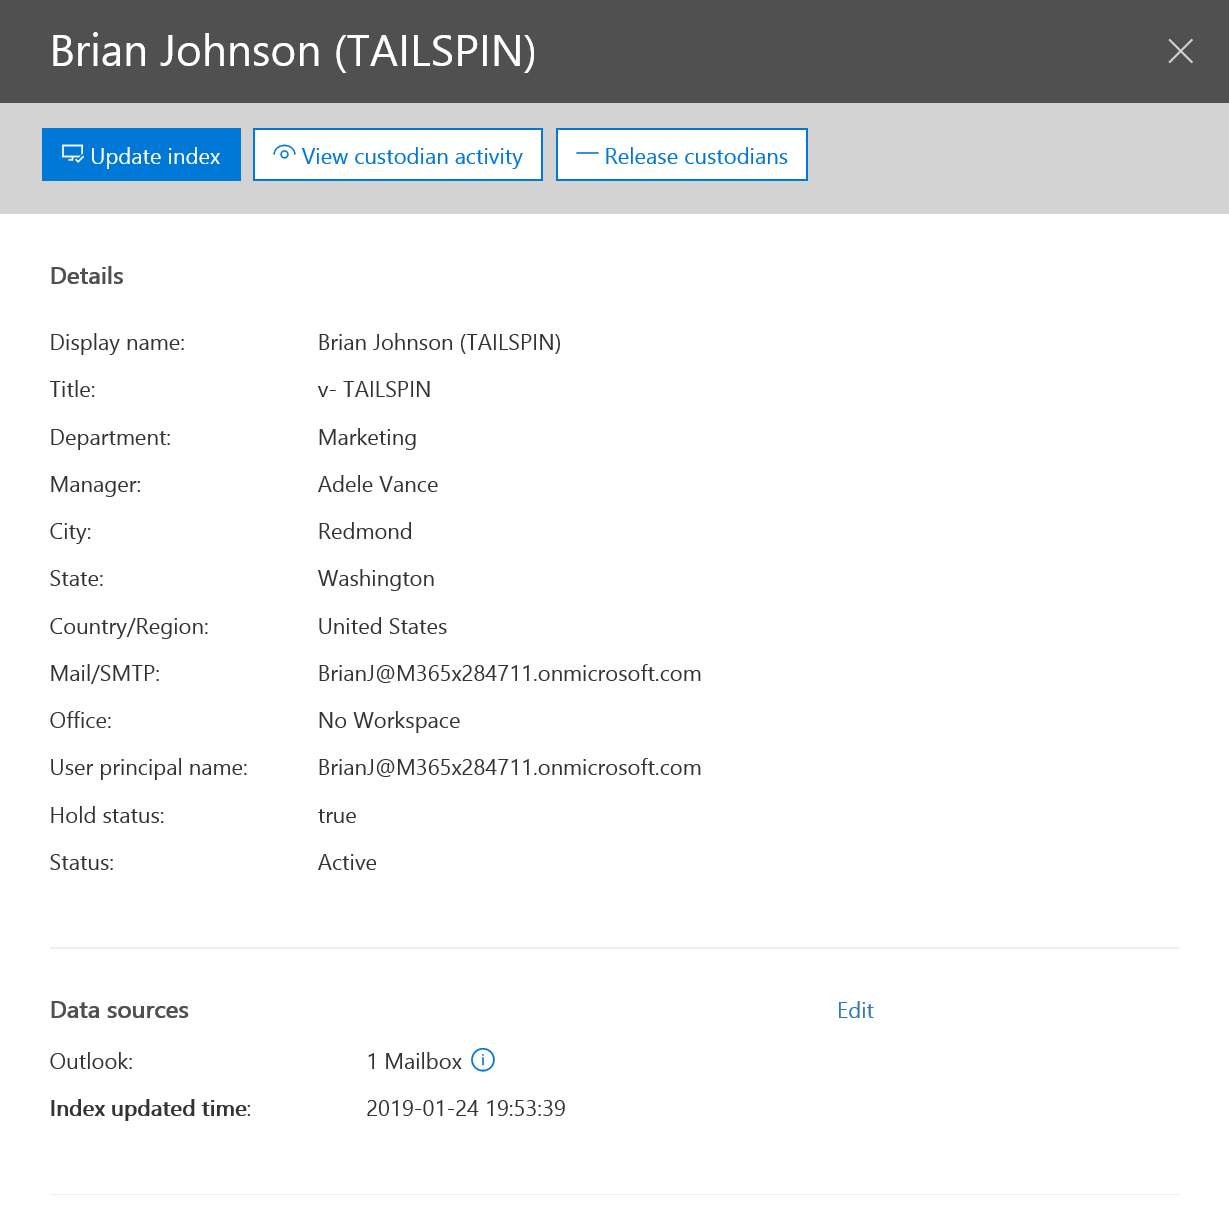 Brian Johnson (TAILSPIN)
Update index View custodian activity Release custodians
Details
Display name: Brian Johnson (TAILSPIN)
Title: v- TAILSPIN
Department: Marketing
Manager: Adele Vance
City: Redmond
State: Washington
Country/Region: United States
Mail/SMTP: BrianJ@M365x284711.onmicrosoft.com
Office: No Workspace
User principal name: BrianJ@M365x284711.onmicrosoft.com
Hold status: true
Status: Active
Data sources Edit
Outlook: 1 Mailbox
Index updated time: 2019-01-24 19:53:39